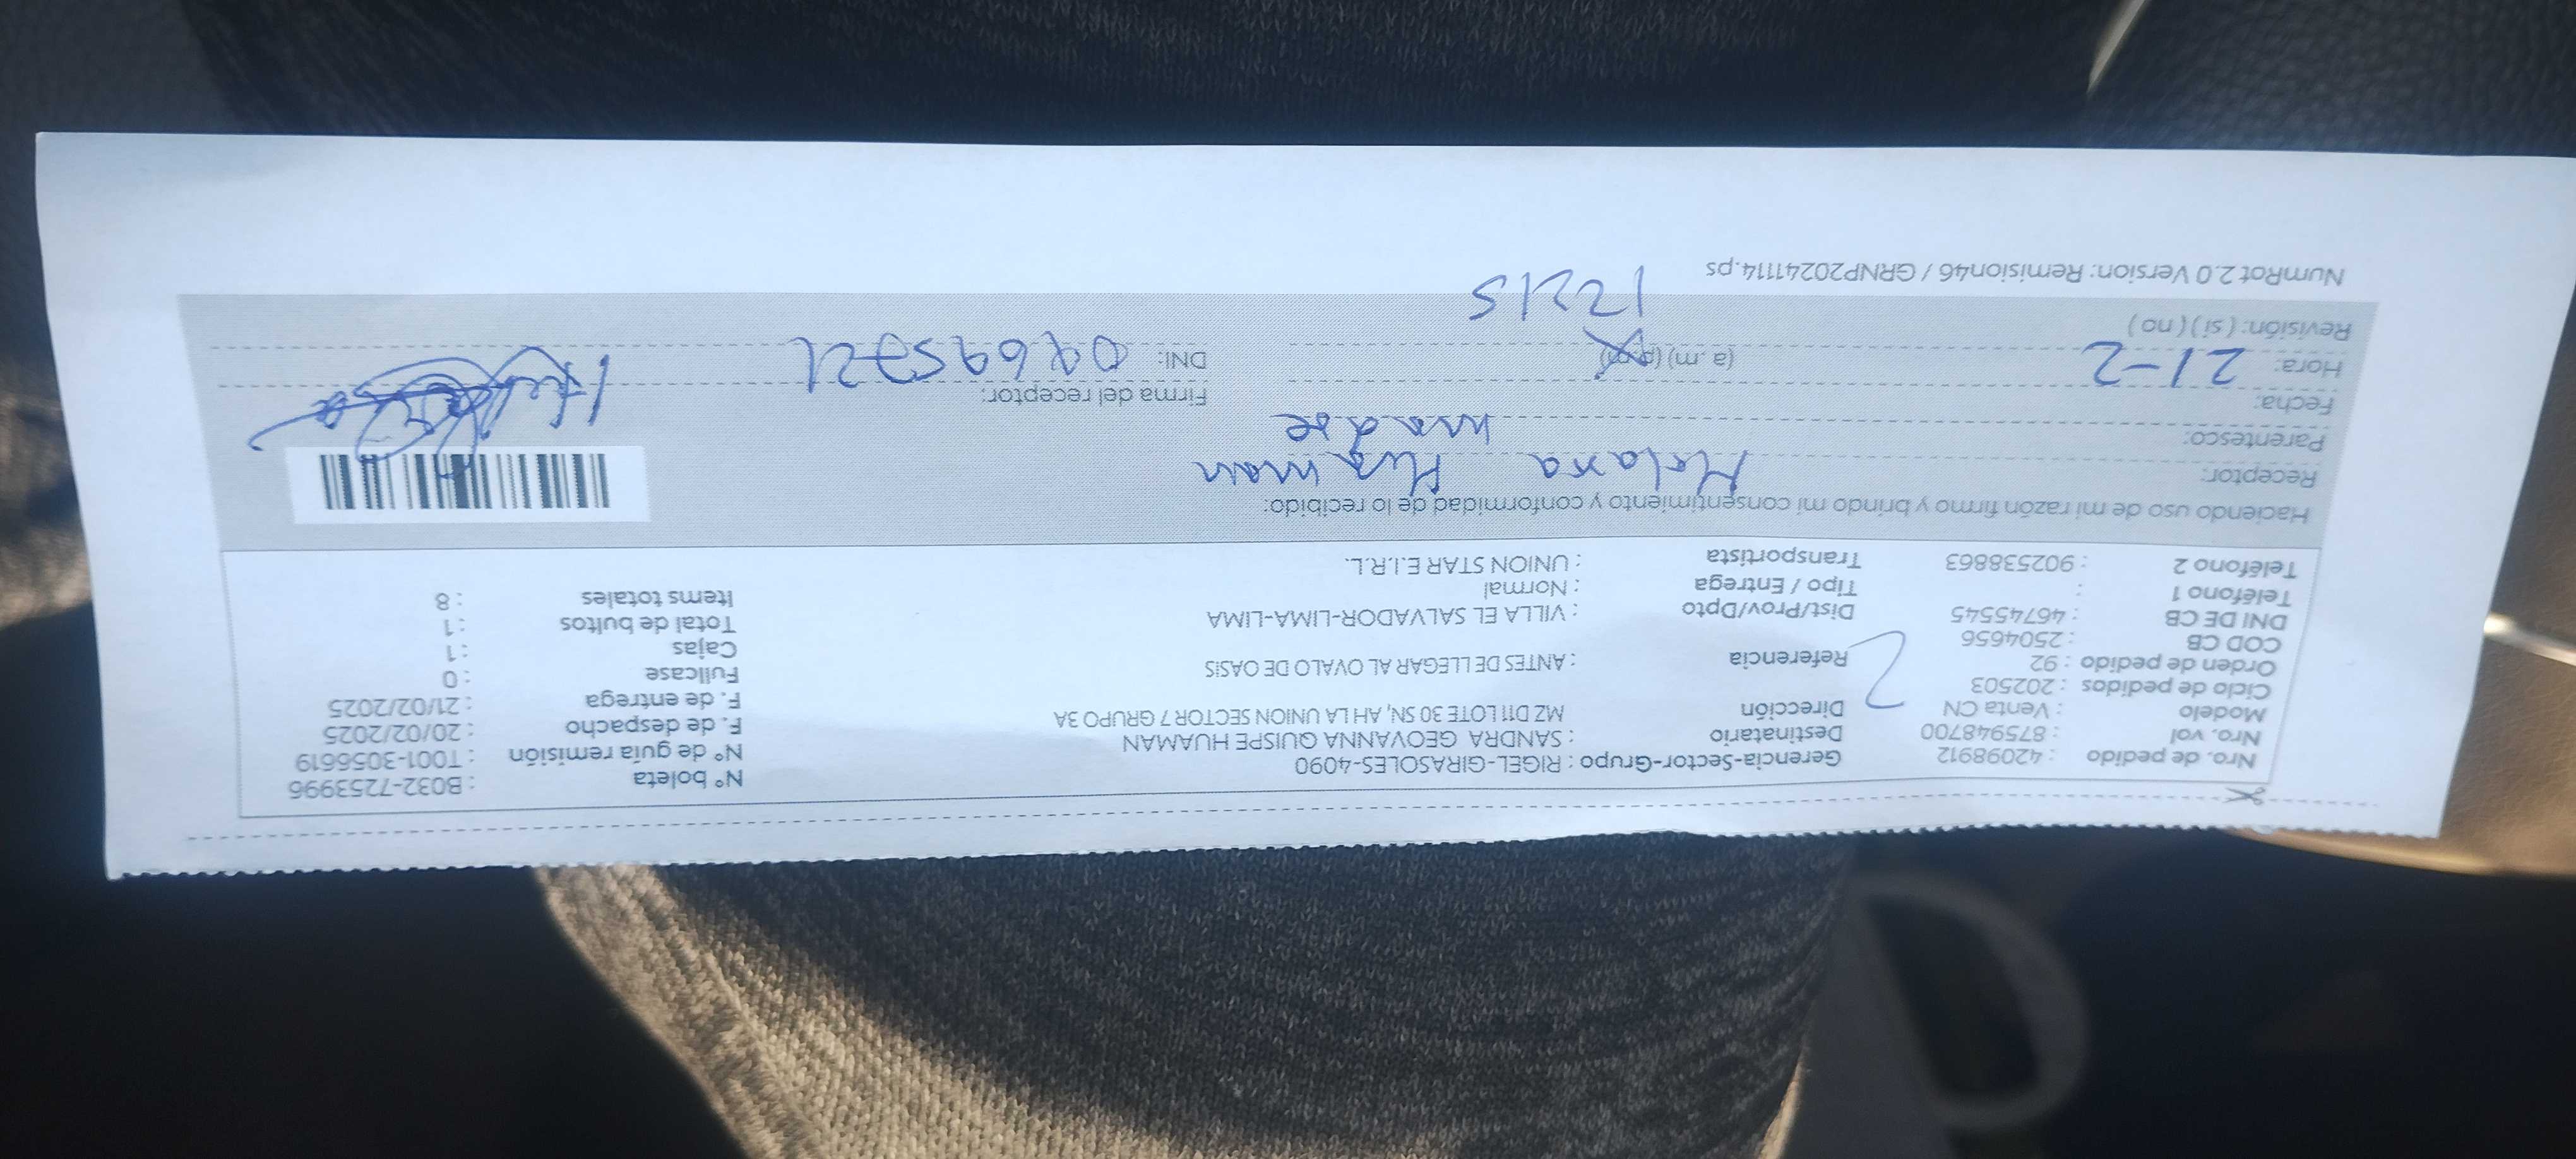 Nro. de pedido : 42098912 Gerencia-Sector-Grupo : RIGEL-GIRASOLES-4090 N° boleta : B032-7253996
Nro. vol : 875948700 Destinatario : SANDRA GEOVANNA QUISPE HUAMAN N° de guía remisión : T001-3056619
Modelo : Venta CN Dirección MZ D11 LOTE 30 SN, AH LA UNION SECTOR 7 GRUPO 3A F. de despacho : 20/02/2025
Ciclo de pedidos : 202503 F. de entrega : 21/02/2025
Orden de pedido : 92 Referencia : ANTES DE LLEGAR AL OVALO DE OASIS Fullcase : 0
COD CB : 2504656 Cajas : 1
DNI DE CB : 46745545 Dist/Prov/Dpto : VILLA EL SALVADOR-LIMA-LIMA Total de bultos : 1
Teléfono 1 : Tipo / Entrega : Normal Items totales : 8
Teléfono 2 : 902538863 Transportista : UNION STAR E.I.R.L.
Haciendo uso de mi razón firmo y brindo mi consentimiento y conformidad de lo recibido:
Receptor: Huaman
Parentesco: madre
Fecha: Firma del receptor:
Hora: 21-2 (a.m) (p.m) DNI:
Revisión: ( si ) ( no ) 1221S
NumRot 2.0 Version: Remision46 / GRNP20241114.ps